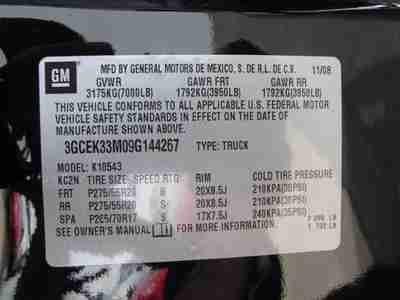 GM
MFD BY GENERAL MOTORS DE MEXICO, S. DE R.L. DE C.V. 11/08
GVWR GAWR FRT GAWR RR
3175KG(7000LB) 1792KG(3950LB) 1792KG(3950LB)
THIS VEHICLE CONFORMS TO ALL APPLICABLE U.S. FEDERAL MOTOR
VEHICLE SAFETY STANDARDS IN EFFECT ON THE DATE OF
MANUFACTURE SHOWN ABOVE.
3GCEK33M09G144267 TYPE: TRUCK
K10543
KC2N TIRE SIZE SPEED RTG RIM COLD TIRE PRESSURE
FRT P275/55R20 S 20X8.5J 210KPA(30PSI)
RR P275/55R20 S 20X8.5J 210KPA(30PSI)
SPA P265/70R17 S 17X7.5J 240KPA(35PSI)
SEE OWNER'S MANUAL FOR MORE INFORMATION